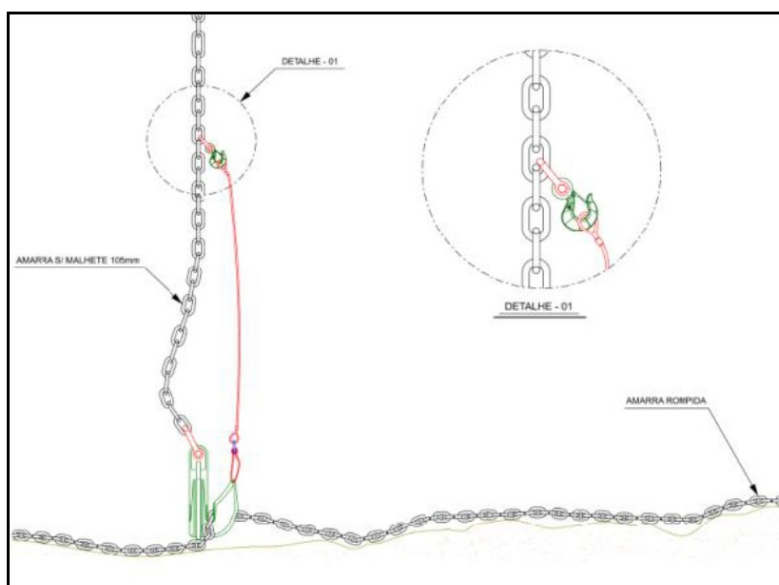 DETALHE - 01
AMARRA S/ MALHETE 105mm
DETALHE - 01
AMARRA ROMPIDA